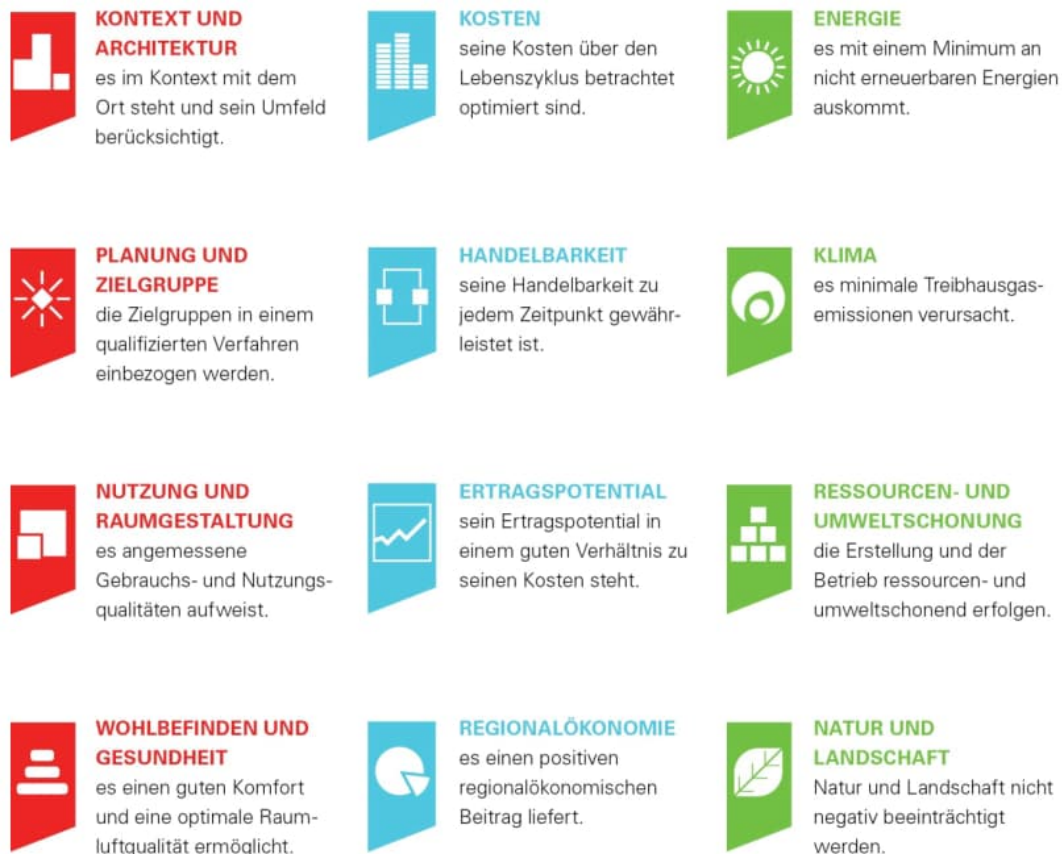 KONTEXT UND
ARCHITEKTUR
es im Kontext mit dem
Ort steht und sein Umfeld
berücksichtigt.
KOSTEN
seine Kosten über den
Lebenszyklus betrachtet
optimiert sind.
ENERGIE
es mit einem Minimum an
nicht erneuerbaren Energien
auskommt.
PLANUNG UND
ZIELGRUPPE
die Zielgruppen in einem
qualifizierten Verfahren
einbezogen werden.
HANDELBARKEIT
seine Handelbarkeit zu
jedem Zeitpunkt gewähr-
leistet ist.
KLIMA
es minimale Treibhausgas-
emissionen verursacht.
NUTZUNG UND
RAUMGESTALTUNG
es angemessene
Gebrauchs- und Nutzungs-
qualitäten aufweist.
ERTRAGSPOTENTIAL
sein Ertragspotential in
einem guten Verhältnis zu
seinen Kosten steht.
RESSOURCEN- UND
UMWELTSCHONUNG
die Erstellung und der
Betrieb ressourcen- und
umweltschonend erfolgen.
WOHLBEFINDEN UND
GESUNDHEIT
es einen guten Komfort
und eine optimale Raum-
luftqualität ermöglicht.
REGIONALÖKONOMIE
es einen positiven
regionalökonomischen
Beitrag liefert.
NATUR UND
LANDSCHAFT
Natur und Landschaft nicht
negativ beeinträchtigt
werden.